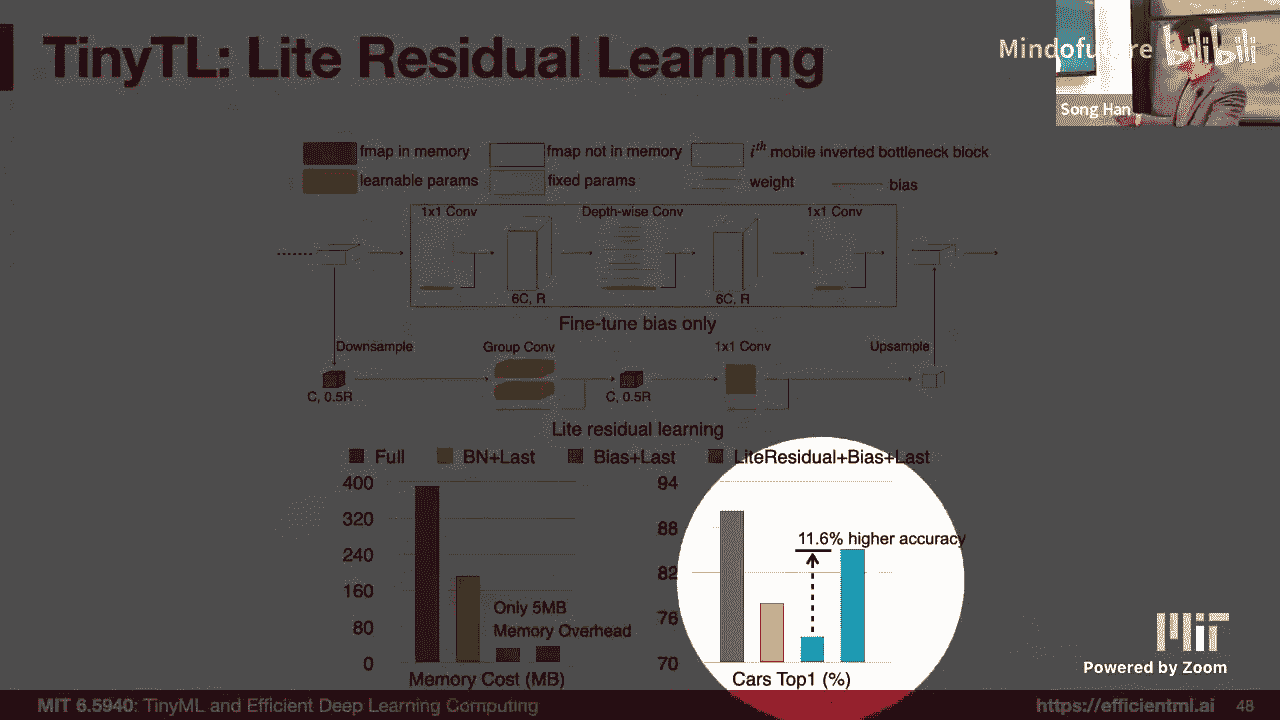 TinyTL: Lite Residual Learning
Mindofuture bilibili
Song Han
fmap in memory
fmap not in memory
i^th mobile inverted bottleneck block
learnable params
fixed params
weight
bias
1x1 Conv
Depth-wise Conv
1x1 Conv
6C, R
6C, R
Fine-tune bias only
Downsample
Group Conv
1x1 Conv
Upsample
C, 0.5R
C, 0.5R
Lite residual learning
Full
BN+Last
Bias+Last
LiteResidual+Bias+Last
400
320
240
160
80
0
Only 5MB
Memory Overhead
Memory Cost (MB)
94
88
82
76
70
11.6% higher accuracy
Cars Top1 (%)
MIT
Powered by Zoom
MIT 6.5940: TinyML and Efficient Deep Learning Computing
https://efficientml.ai
48